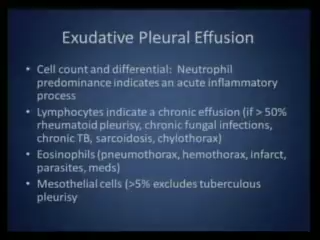 Exudative Pleural Effusion
• Cell count and differential: Neutrophil
predominance indicates an acute inflammatory
process
• Lymphocytes indicate a chronic effusion (if > 50%
rheumatoid pleurisy, chronic fungal infections,
chronic TB, sarcoidosis, chylothorax)
• Eosinophils (pneumothorax, hemothorax, infarct,
parasites, meds)
• Mesothelial cells (>5% excludes tuberculous
pleurisy